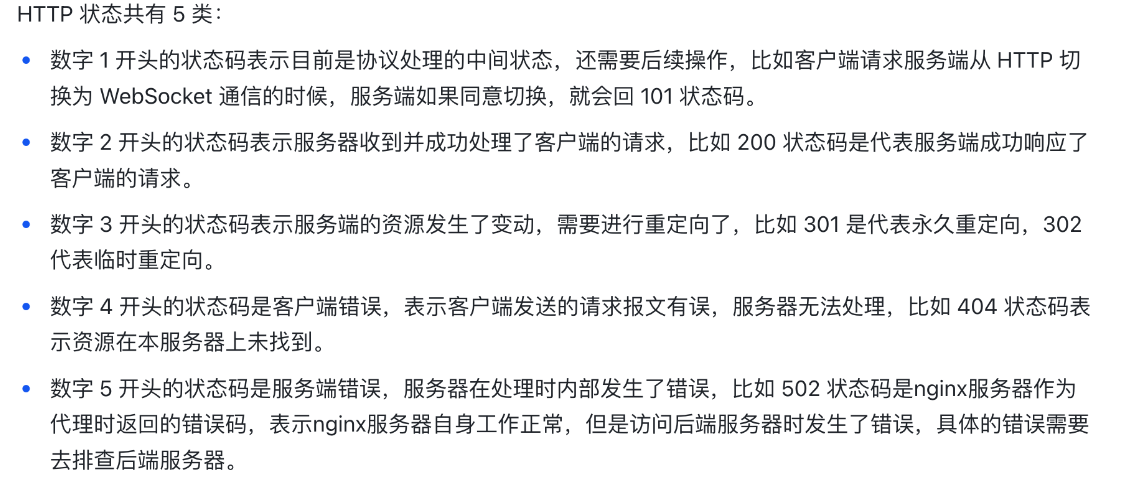 HTTP 状态共有 5 类：
• 数字 1 开头的状态码表示目前是协议处理的中间状态，还需要后续操作，比如客户端请求服务端从 HTTP 切
换为 WebSocket 通信的时候，服务端如果同意切换，就会回 101 状态码。
• 数字 2 开头的状态码表示服务器收到并成功处理了客户端的请求，比如 200 状态码是代表服务端成功响应了
客户端的请求。
• 数字 3 开头的状态码表示服务端的资源发生了变动，需要进行重定向了，比如 301 是代表永久重定向，302
代表临时重定向。
• 数字 4 开头的状态码是客户端错误，表示客户端发送的请求报文有误，服务器无法处理，比如 404 状态码表
示资源在本服务器上未找到。
• 数字 5 开头的状态码是服务端错误，服务器在处理时内部发生了错误，比如 502 状态码是nginx服务器作为
代理时返回的错误码，表示nginx服务器自身工作正常，但是访问后端服务器时发生了错误，具体的错误需要
去排查后端服务器。